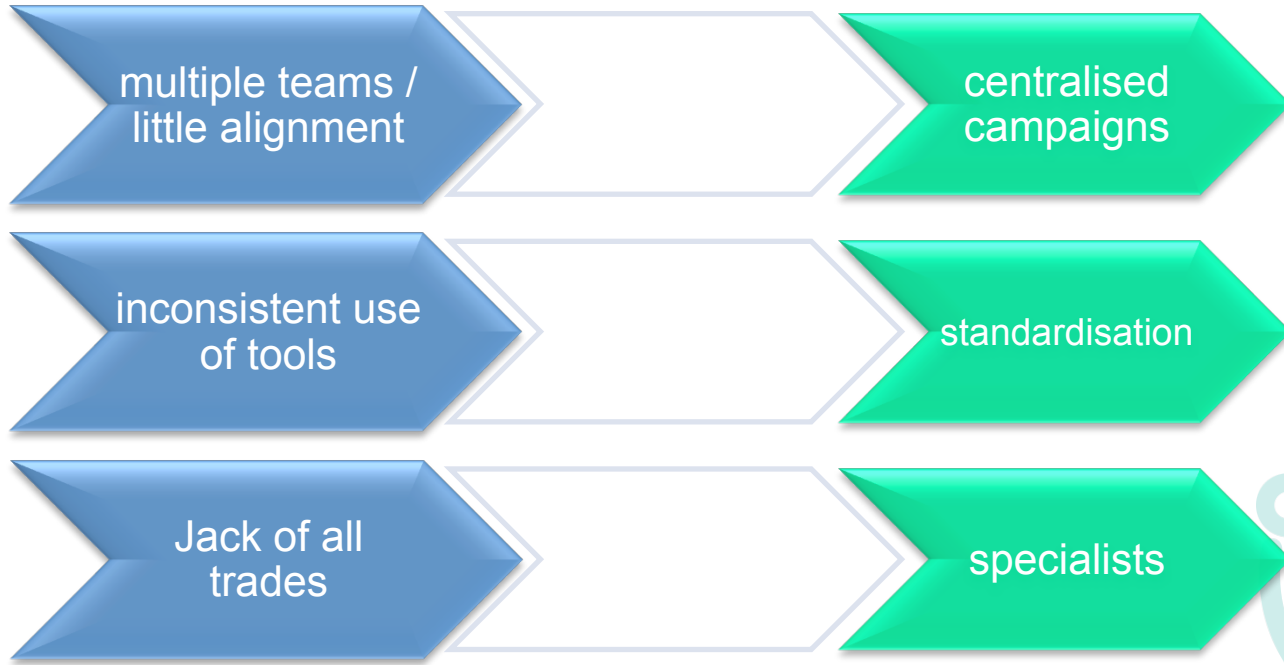 multiple teams /
little alignment
centralised
campaigns
inconsistent use
of tools
standardisation
Jack of all
trades
specialists